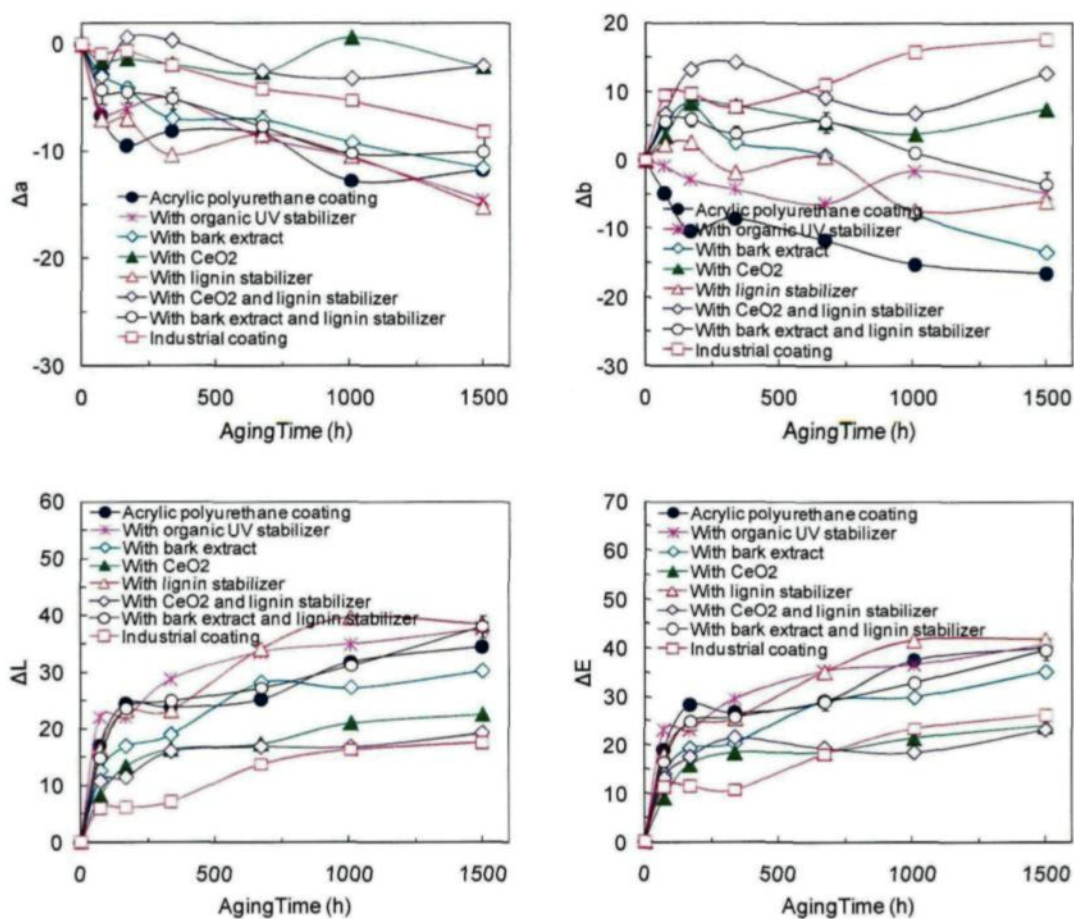 0
-10
-20
-30
Δa
Acrylic polyurethane coating
With organic UV stabilizer
With bark extract
With CeO2
With lignin stabilizer
With CeO2 and lignin stabilizer
With bark extract and lignin stabilizer
Industrial coating
0 500 1000 1500
AgingTime (h)
20
10
0
-10
-20
-30
Δb
Acrylic polyurethane coating
With organic UV stabilizer
With bark extract
With CeO2
With lignin stabilizer
With CeO2 and lignin stabilizer
With bark extract and lignin stabilizer
Industrial coating
0 500 1000 1500
AgingTime (h)
60
50
40
30
20
10
0
ΔL
Acrylic polyurethane coating
With organic UV stabilizer
With bark extract
With CeO2
With lignin stabilizer
With CeO2 and lignin stabilizer
With bark extract and lignin stabilizer
Industrial coating
0 500 1000 1500
AgingTime (h)
70
60
50
40
30
20
10
0
ΔE
Acrylic polyurethane coating
With organic UV stabilizer
With bark extract
With CeO2
With lignin stabilizer
With CeO2 and lignin stabilizer
With bark extract and lignin stabilizer
Industrial coating
0 500 1000 1500
AgingTime (h)